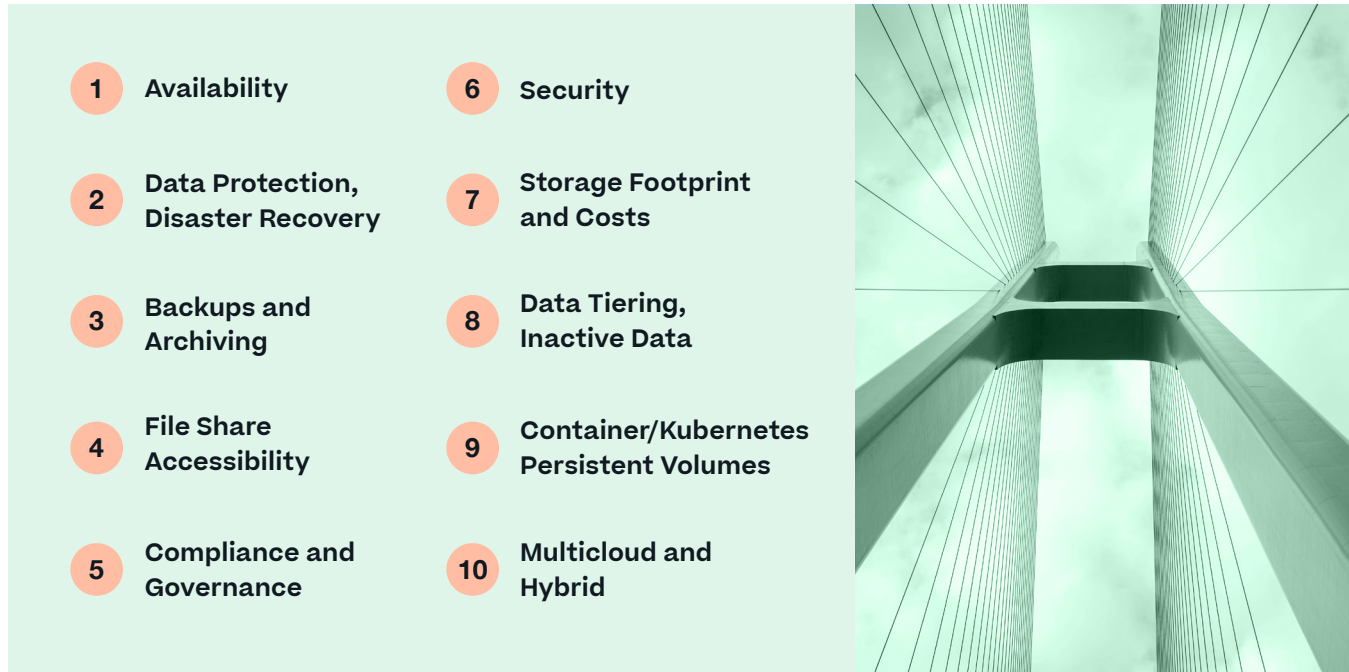 1
Availability
2
Data Protection,
Disaster Recovery
3
Backups and
Archiving
4
File Share
Accessibility
5
Compliance and
Governance
6
Security
7
Storage Footprint
and Costs
8
Data Tiering,
Inactive Data
9
Container/Kubernetes
Persistent Volumes
10
Multicloud and
Hybrid